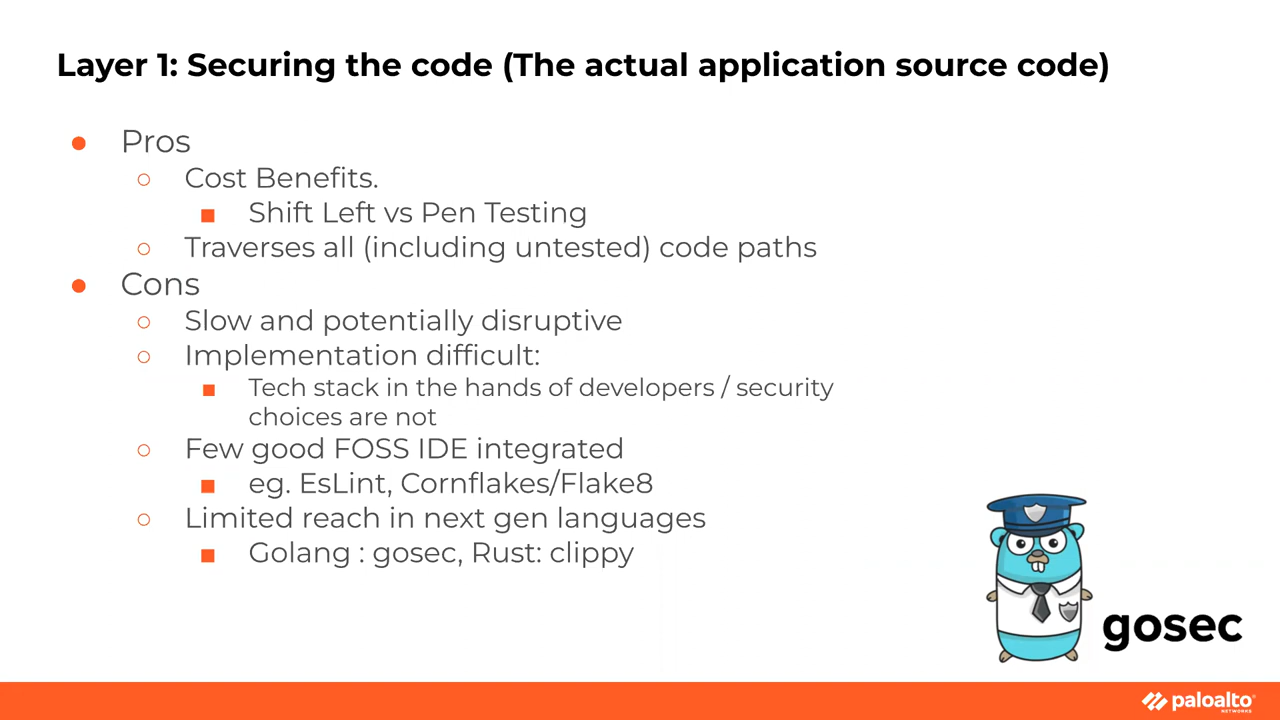 Layer 1: Securing the code (The actual application source code)
Pros
Cost Benefits.
Shift Left vs Pen Testing
Traverses all (including untested) code paths
Cons
Slow and potentially disruptive
Implementation difficult:
Tech stack in the hands of developers / security
choices are not
Few good FOSS IDE integrated
eg. EsLint, Cornflakes/Flake8
Limited reach in next gen languages
Golang : gosec, Rust: clippy
gosec
paloalto
NETWORKS